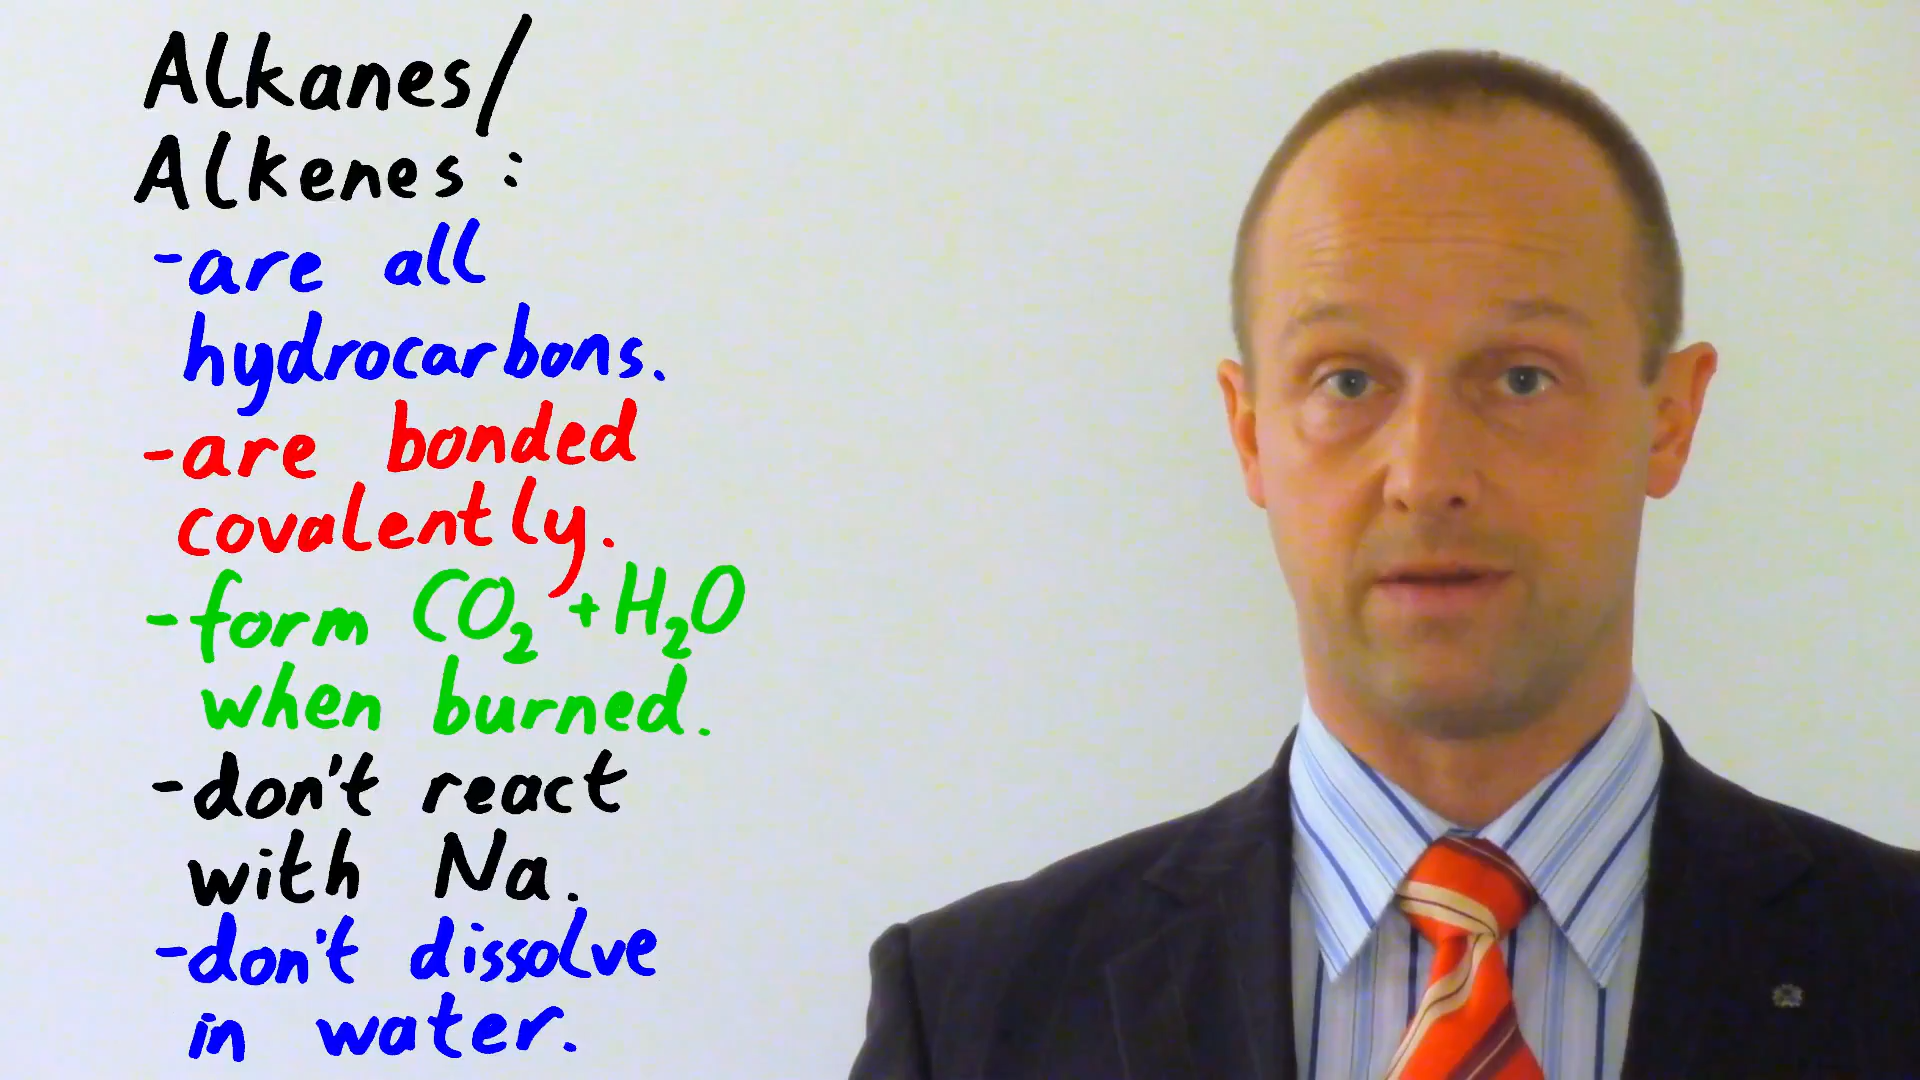 Alkanes/
Alkenes:
-are all
hydrocarbons.
-are bonded
covalently.
-form CO₂ + H₂O
when burned.
-don't react
with Na.
-don't dissolve
in water.